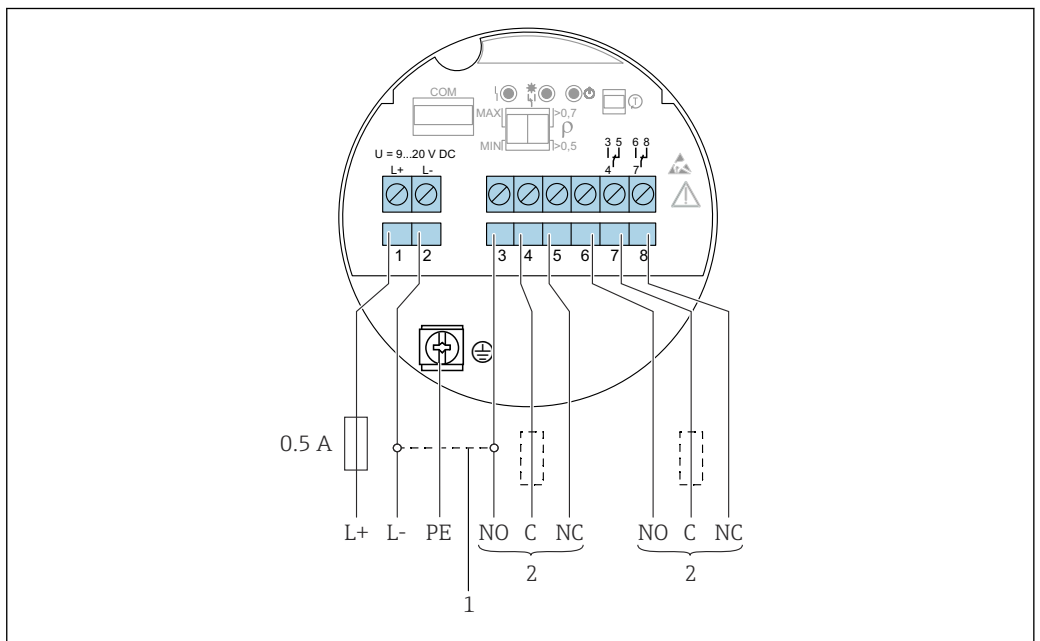 COM
MAX
>0,7
ρ
MIN
>0,5
T
U = 9...20 V DC
L+ L-
3 5
4
6 8
7
1 2 3 4 5 6 7 8
0.5 A
L+ L- PE NO C NC NO C NC
2 2
1